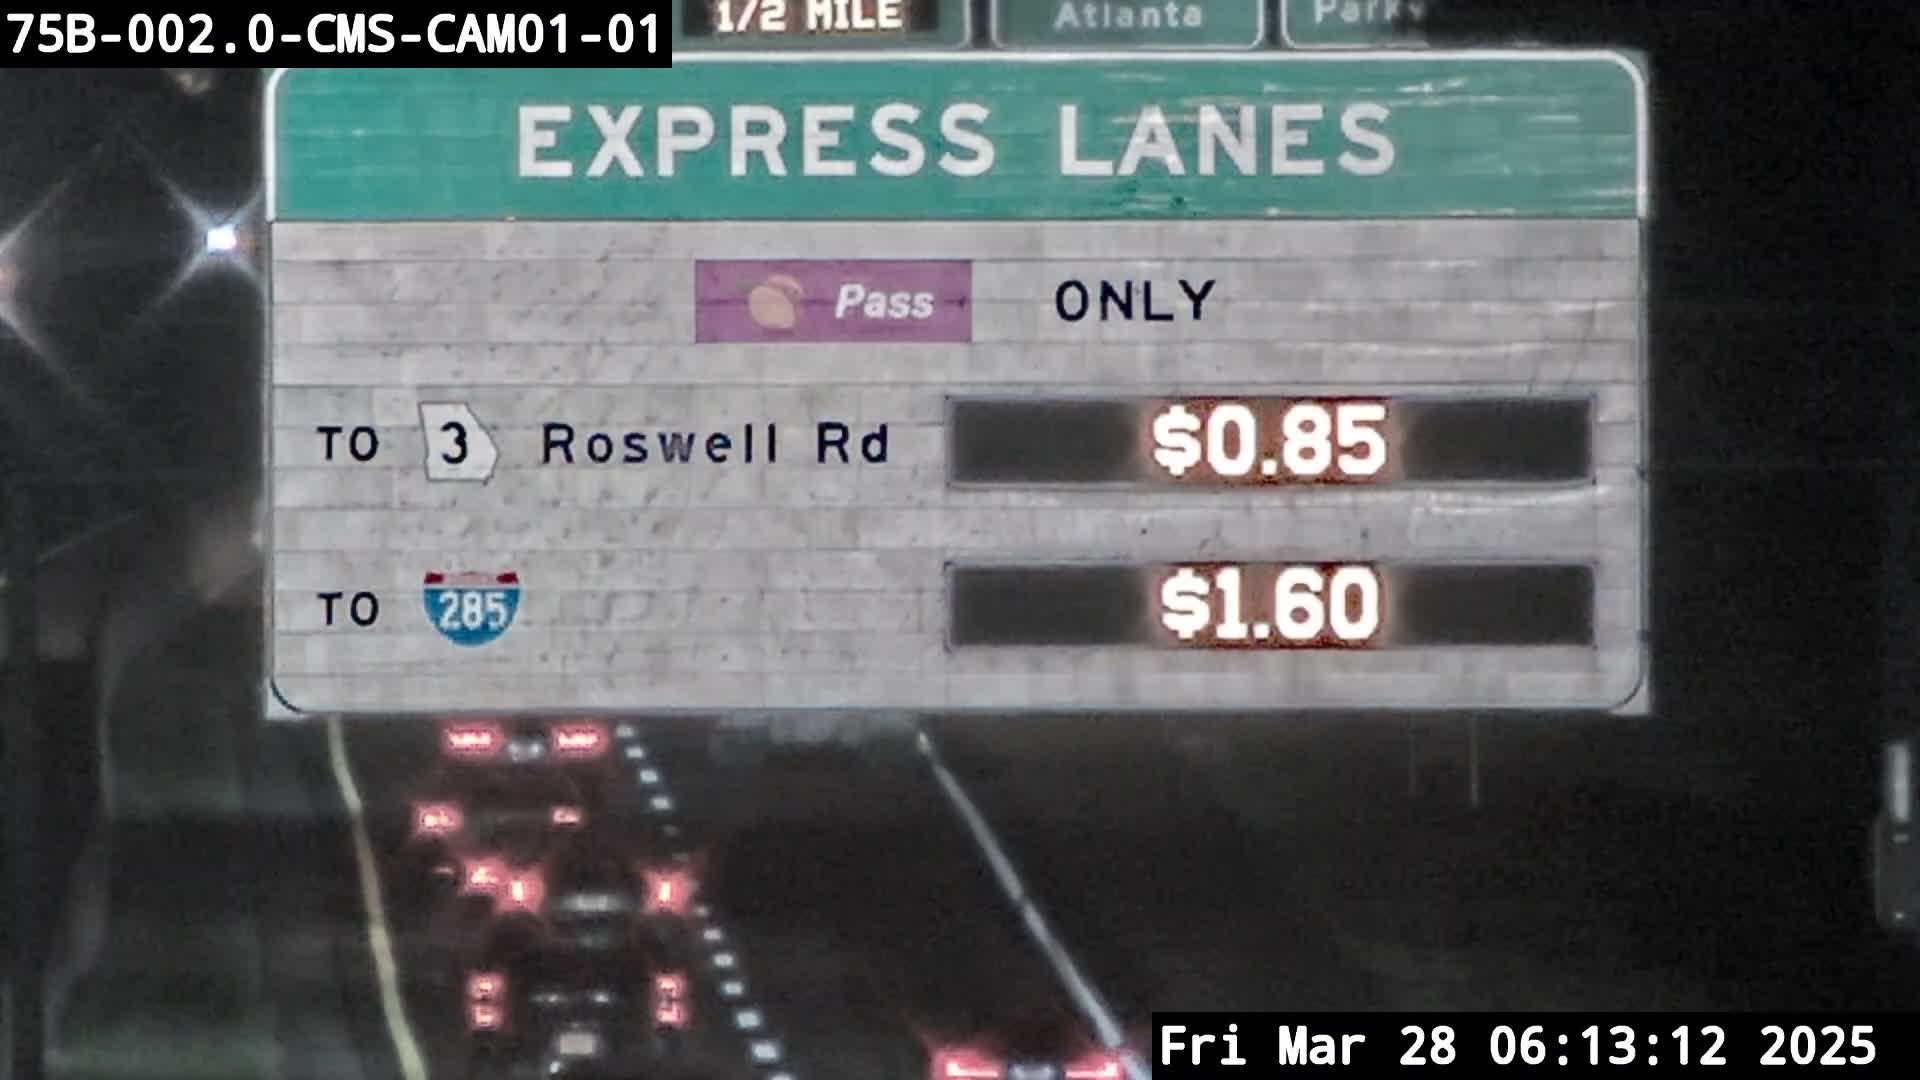 75B-002.0-CMS-CAM01-01
1/2 MILE
Atlanta
EXPRESS LANES
Pass ONLY
TO 3 Roswell Rd $0.85
TO 285 $1.60
Fri Mar 28 06:13:12 2025